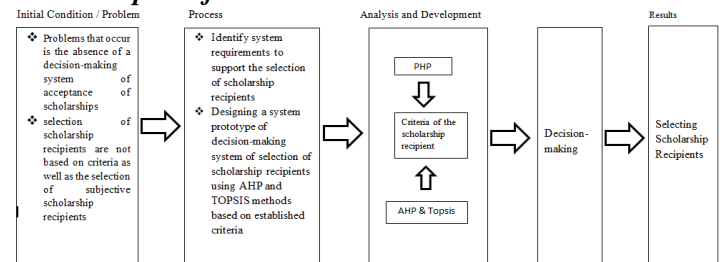 Initial Condition / Problem
Process
Analysis and Development
Results
❖ Problems that occur
is the absence of a
decision-making
system of
acceptance of
scholarships
❖ selection of
scholarship
recipients are not
based on criteria as
well as the selection
of subjective
scholarship
recipients
❖ Identify system
requirements to
support the selection
of scholarship
recipients
❖ Designing a system
prototype of
decision-making
system of selection of
scholarship recipients
using AHP and
TOPSIS methods
based on established
criteria
PHP
Criteria of the
scholarship
recipient
AHP & Topsis
Decision-
making
Selecting
Scholarship
Recipients